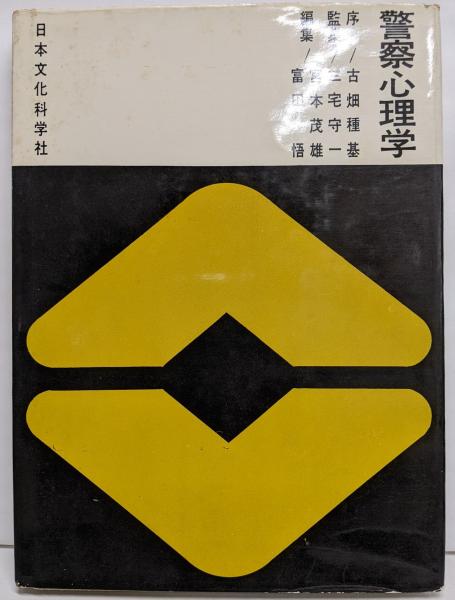 警察心理学
序/古畑種基
監修/三宅守一
宮本茂雄
編集/富田 悟
日本文化科学社